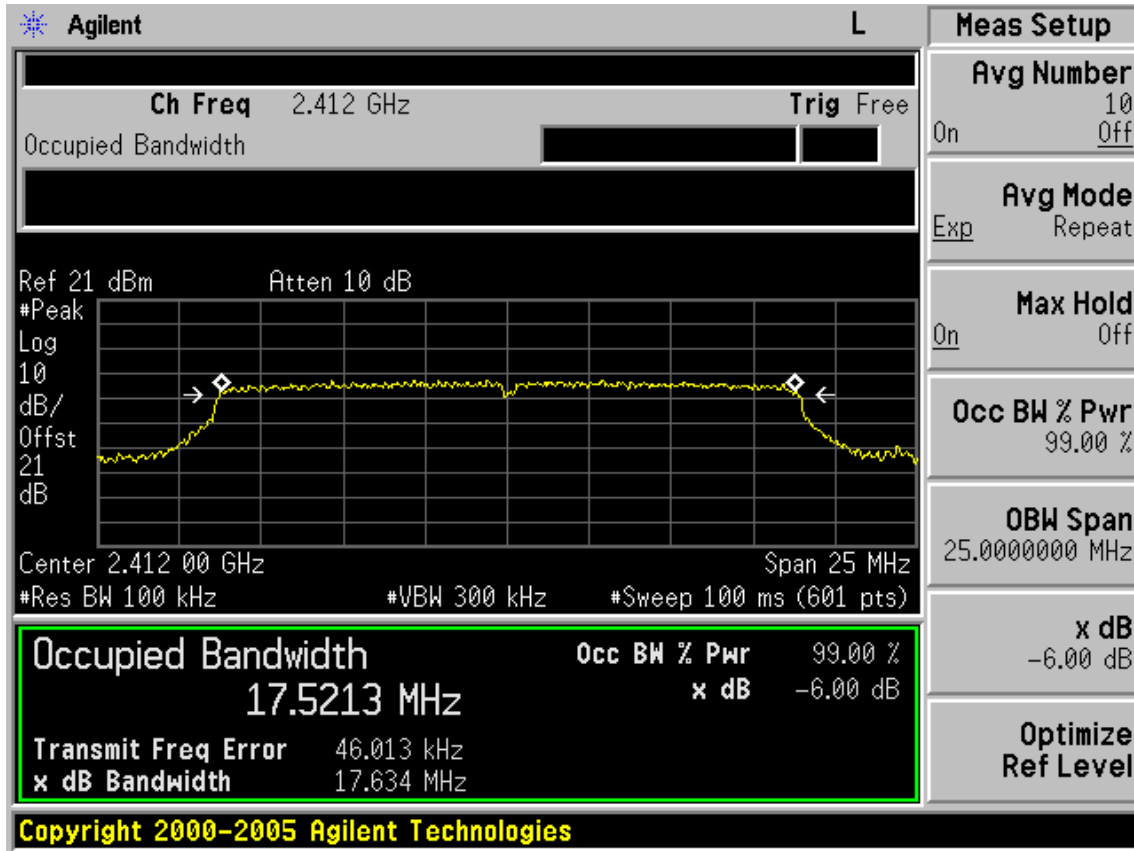 Agilent L
Ch Freq 2.412 GHz Trig Free
Occupied Bandwidth
Ref 21 dBm Atten 10 dB
#Peak
Log
10
dB/
Offst
21
dB
Center 2.412 00 GHz Span 25 MHz
#Res BW 100 kHz #VBW 300 kHz #Sweep 100 ms (601 pts)
Occupied Bandwidth Occ BW % Pwr 99.00 %
17.5213 MHz x dB -6.00 dB
Transmit Freq Error 46.013 kHz
x dB Bandwidth 17.634 MHz
Copyright 2000-2005 Agilent Technologies
Meas Setup
Avg Number
10
On Off
Avg Mode
Exp Repeat
Max Hold
On Off
Occ BW % Pwr
99.00 %
OBW Span
25.0000000 MHz
x dB
-6.00 dB
Optimize
Ref Level